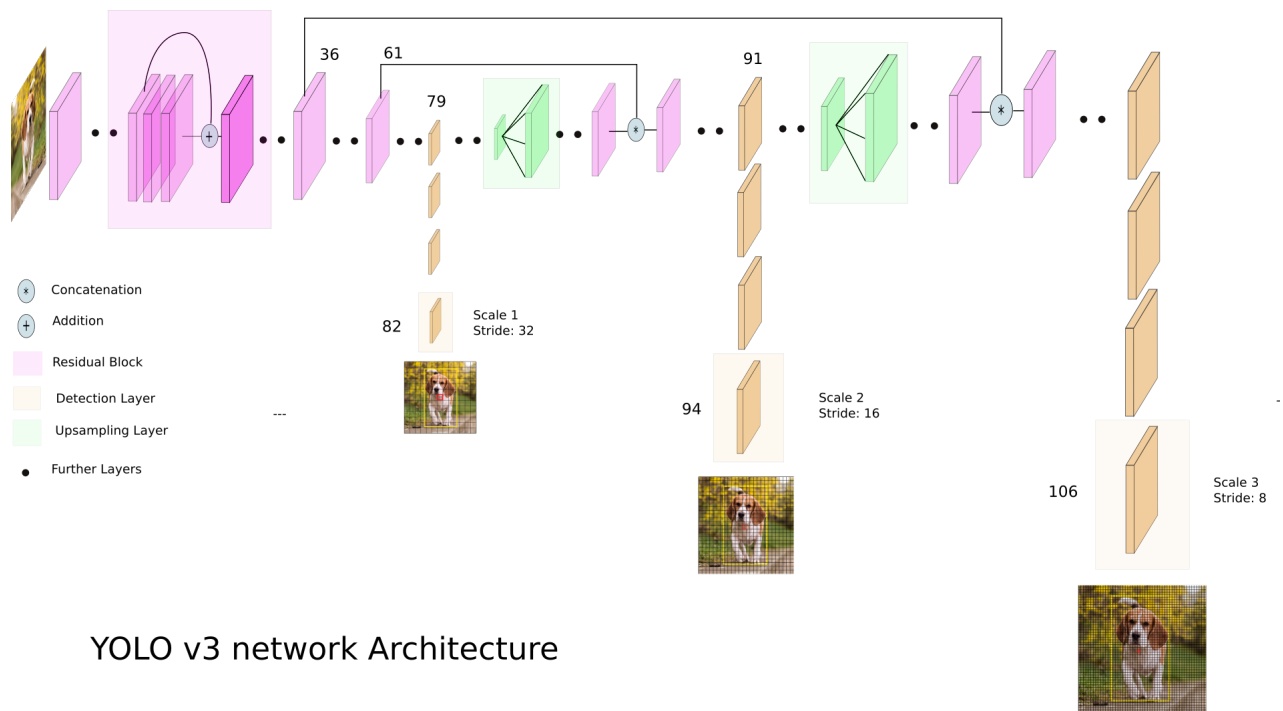 36
61
91
79
Concatenation
Addition
Residual Block
Detection Layer
Upsampling Layer
Further Layers
---
82
Scale 1
Stride: 32
94
Scale 2
Stride: 16
106
Scale 3
Stride: 8
YOLO v3 network Architecture